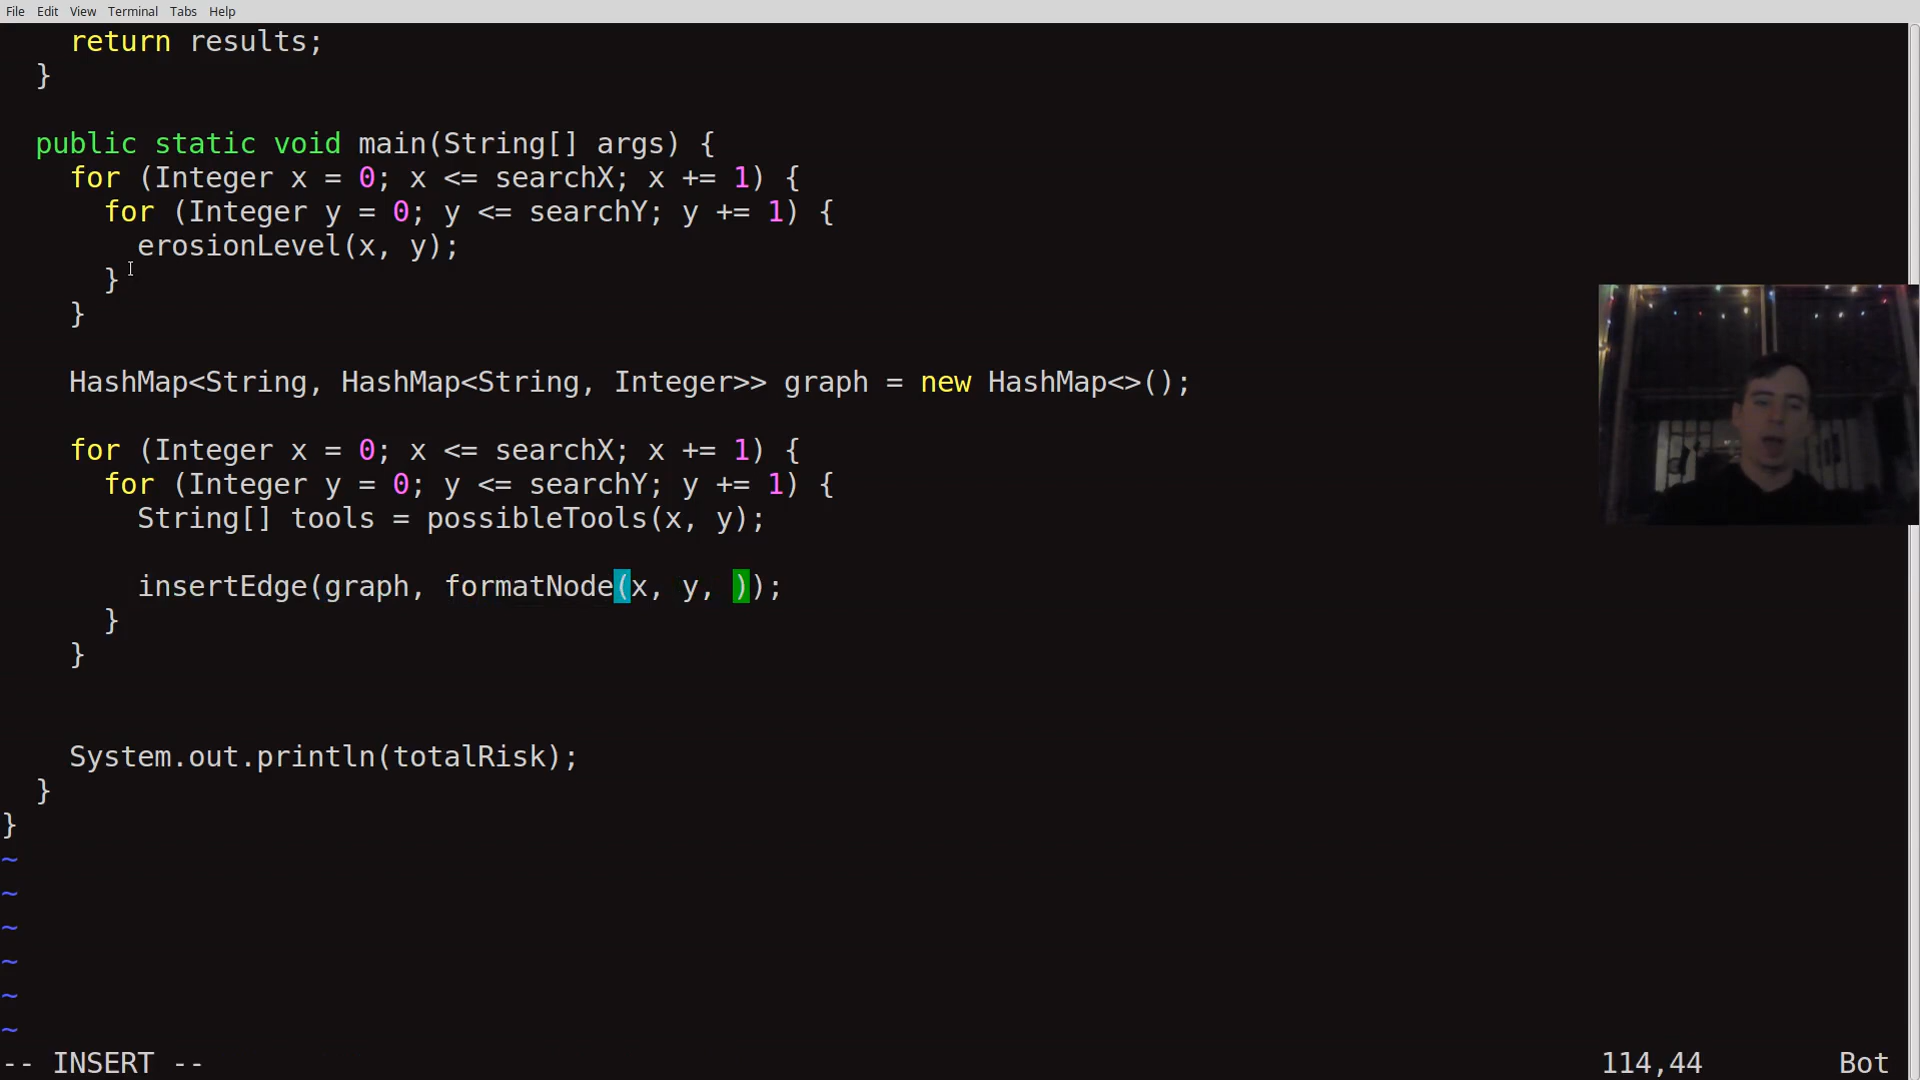 File Edit View Terminal Tabs Help
    return results;
  }
  public static void main(String[] args) {
    for (Integer x = 0; x <= searchX; x += 1) {
      for (Integer y = 0; y <= searchY; y += 1) {
        erosionLevel(x, y);
      }
    }
    HashMap<String, HashMap<String, Integer>> graph = new HashMap<>();
    for (Integer x = 0; x <= searchX; x += 1) {
      for (Integer y = 0; y <= searchY; y += 1) {
        String[] tools = possibleTools(x, y);
        insertEdge(graph, formatNode(x, y, ));
      }
    }
    System.out.println(totalRisk);
  }
}
~
~
~
~
~
~
-- INSERT -- 114,44 Bot